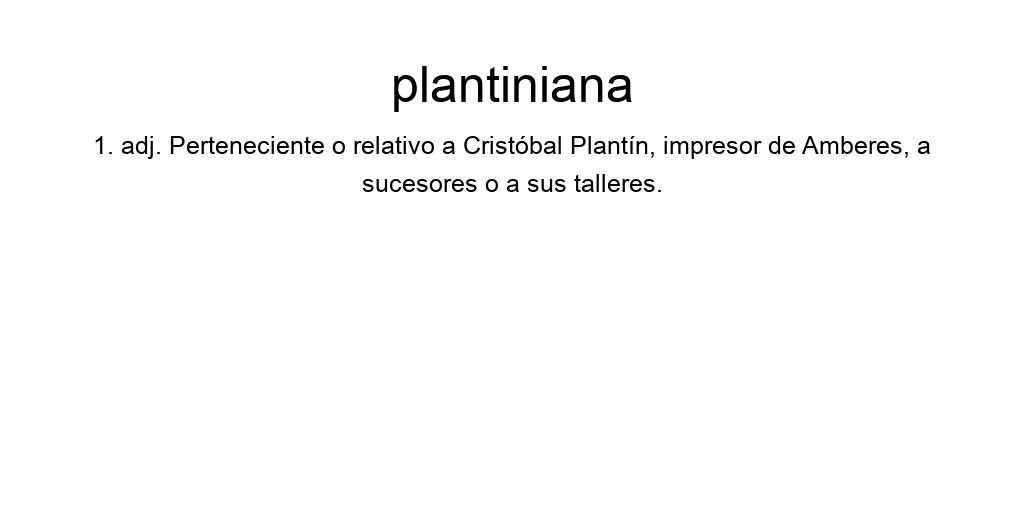 plantiniana
1. adj. Perteneciente o relativo a Cristóbal Plantín, impresor de Amberes, a
sucesores o a sus talleres.